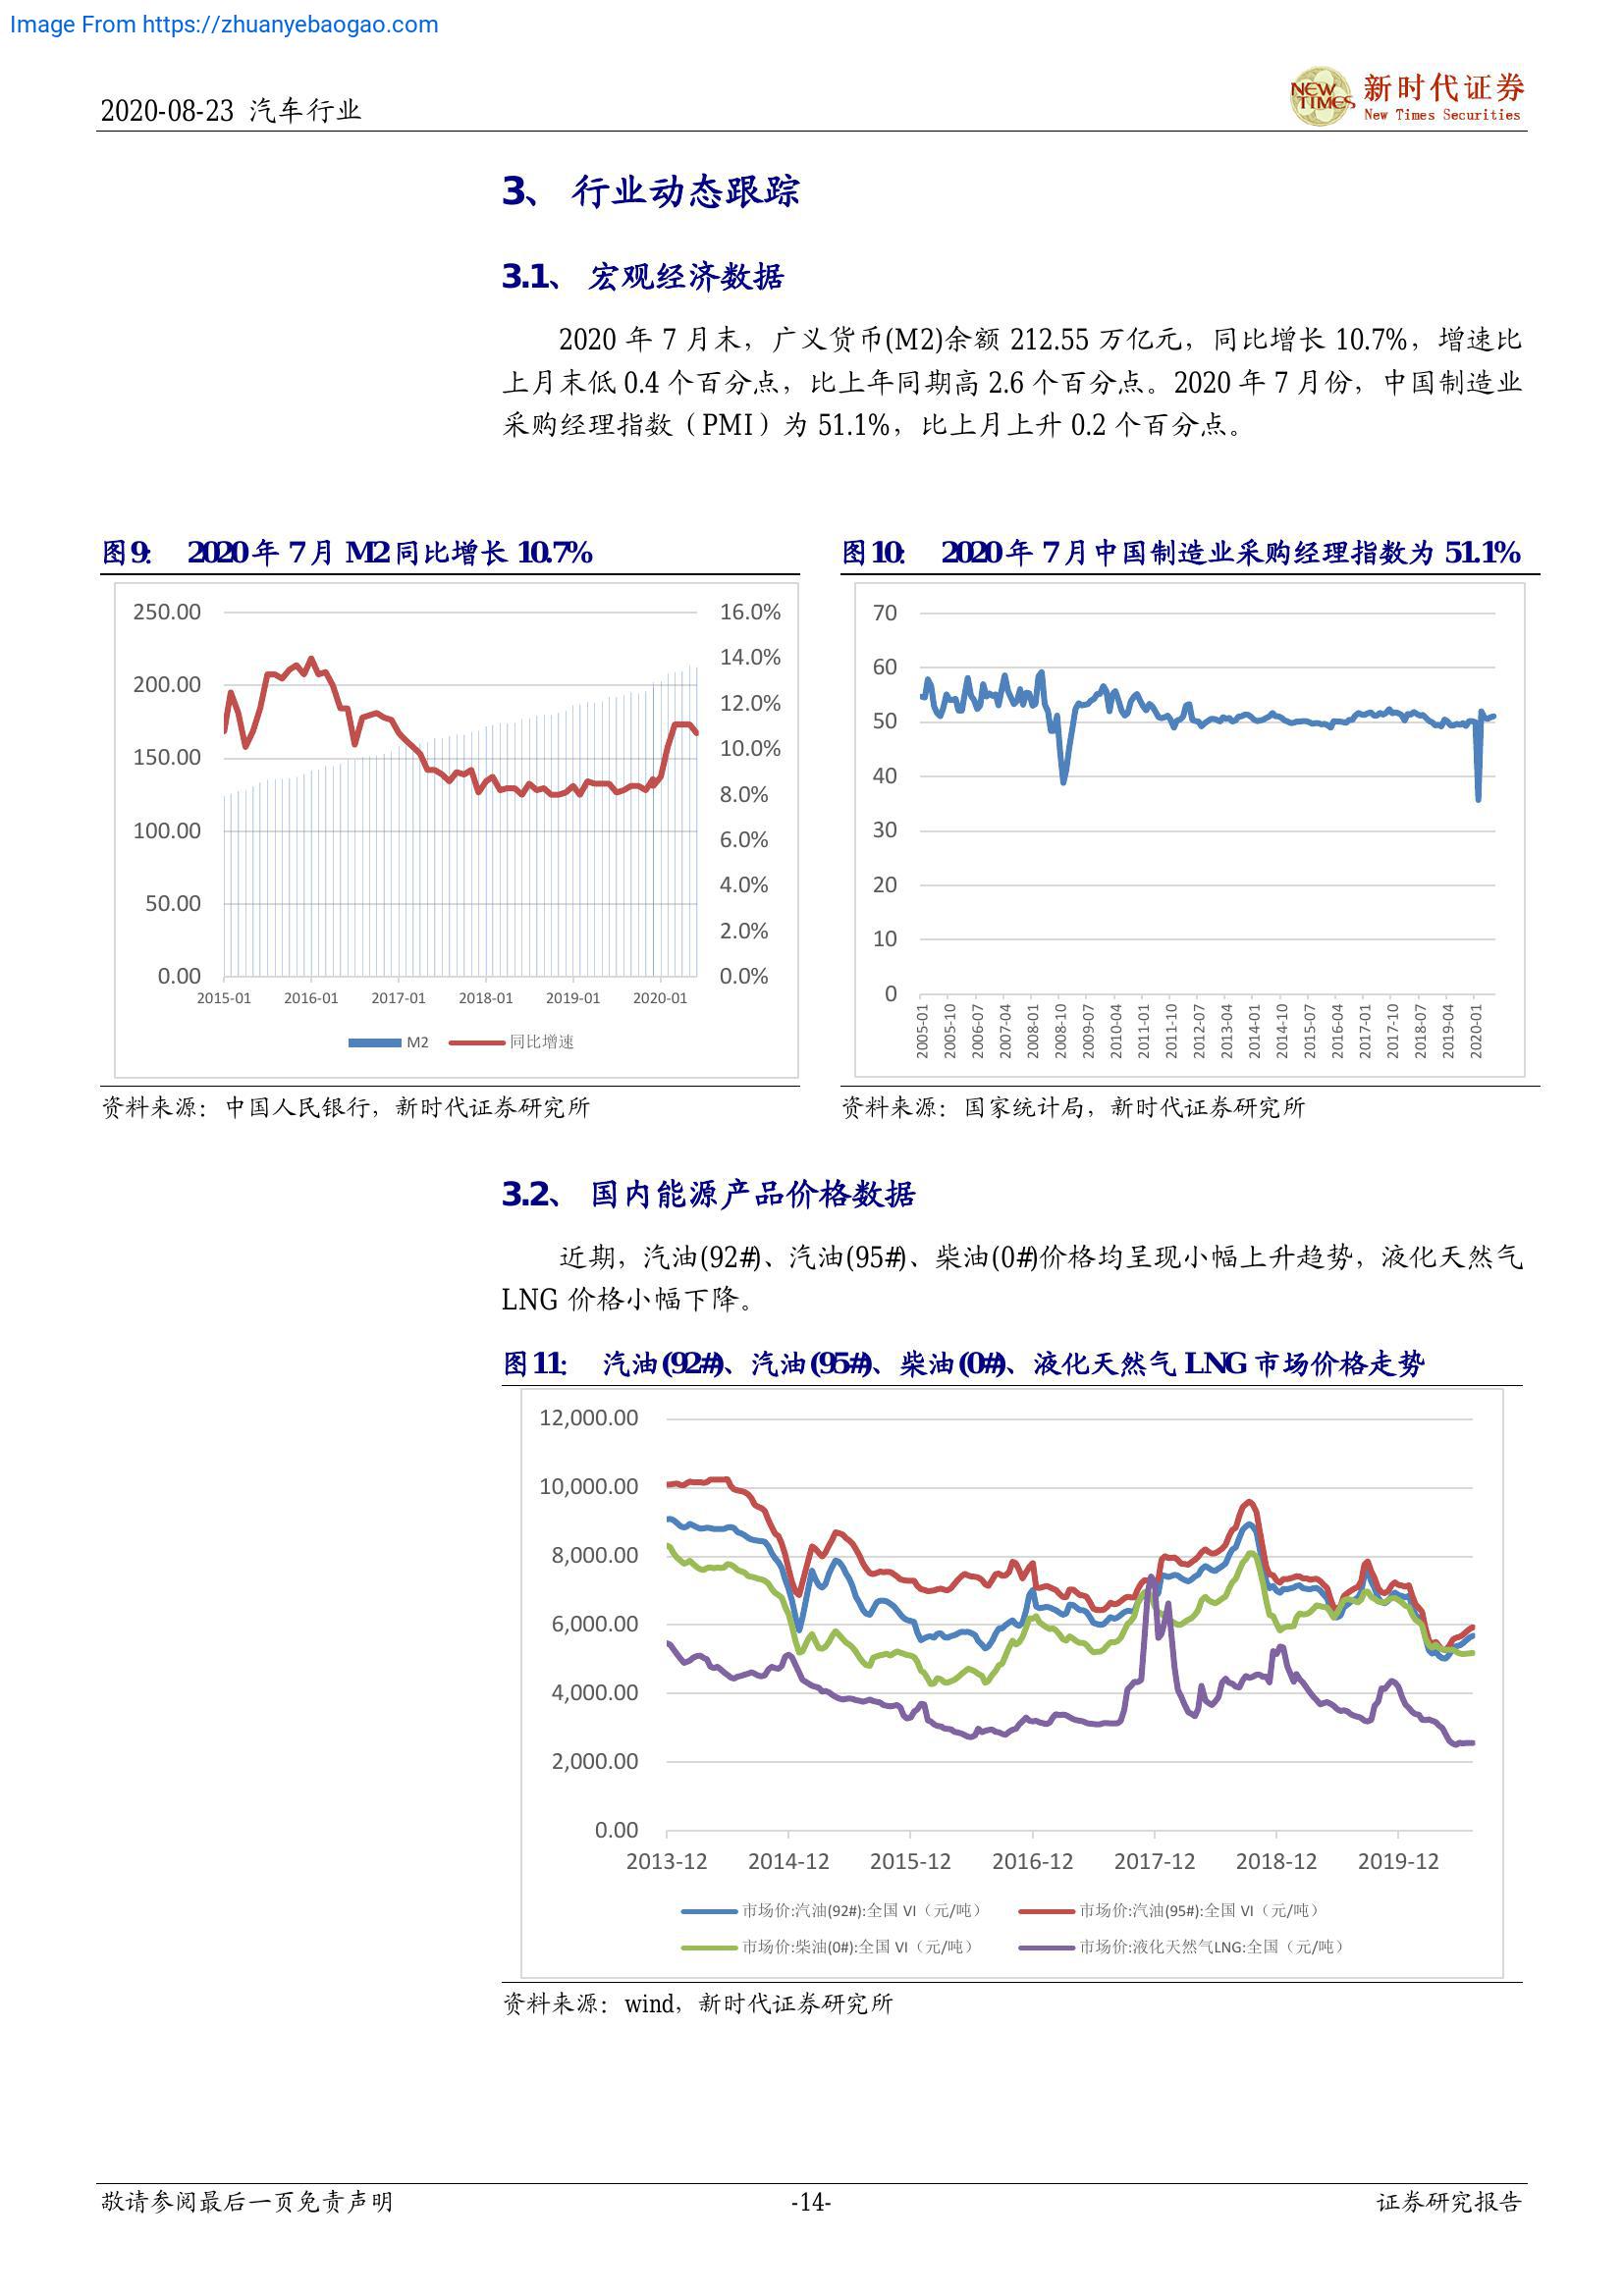 Image From https://zhuanyebaogao.com
2020-08-23 汽车行业
NEW TIMES
新时代证券
New Times Securities
3、 行业动态跟踪
3.1、 宏观经济数据
2020 年 7 月末，广义货币(M2)余额 212.55 万亿元，同比增长 10.7%，增速比
上月末低 0.4 个百分点，比上年同期高 2.6 个百分点。2020 年 7 月份，中国制造业
采购经理指数（PMI）为 51.1%，比上月上升 0.2 个百分点。
图9: 2020年 7月 M2同比增长 10.7%
250.00
200.00
150.00
100.00
50.00
0.00
16.0%
14.0%
12.0%
10.0%
8.0%
6.0%
4.0%
2.0%
0.0%
2015-01 2016-01 2017-01 2018-01 2019-01 2020-01
M2 同比增速
资料来源：中国人民银行，新时代证券研究所
图10: 2020年 7月中国制造业采购经理指数为 51.1%
70
60
50
40
30
20
10
0
2005-01 2005-10 2006-07 2007-04 2008-01 2008-10 2009-07 2010-04 2011-01 2011-10 2012-07 2013-04 2014-01 2014-10 2015-07 2016-04 2017-01 2017-10 2018-07 2019-04 2020-01
资料来源：国家统计局，新时代证券研究所
3.2、 国内能源产品价格数据
近期，汽油(92#)、汽油(95#)、柴油(0#)价格均呈现小幅上升趋势，液化天然气
LNG 价格小幅下降。
图11: 汽油(92#)、汽油(95#)、柴油(0#)、液化天然气 LNG 市场价格走势
12,000.00
10,000.00
8,000.00
6,000.00
4,000.00
2,000.00
0.00
2013-12 2014-12 2015-12 2016-12 2017-12 2018-12 2019-12
市场价:汽油(92#):全国 VI（元/吨） 市场价:汽油(95#):全国 VI（元/吨）
市场价:柴油(0#):全国 VI（元/吨） 市场价:液化天然气LNG:全国（元/吨）
资料来源：wind，新时代证券研究所
敬请参阅最后一页免责声明 -14- 证券研究报告